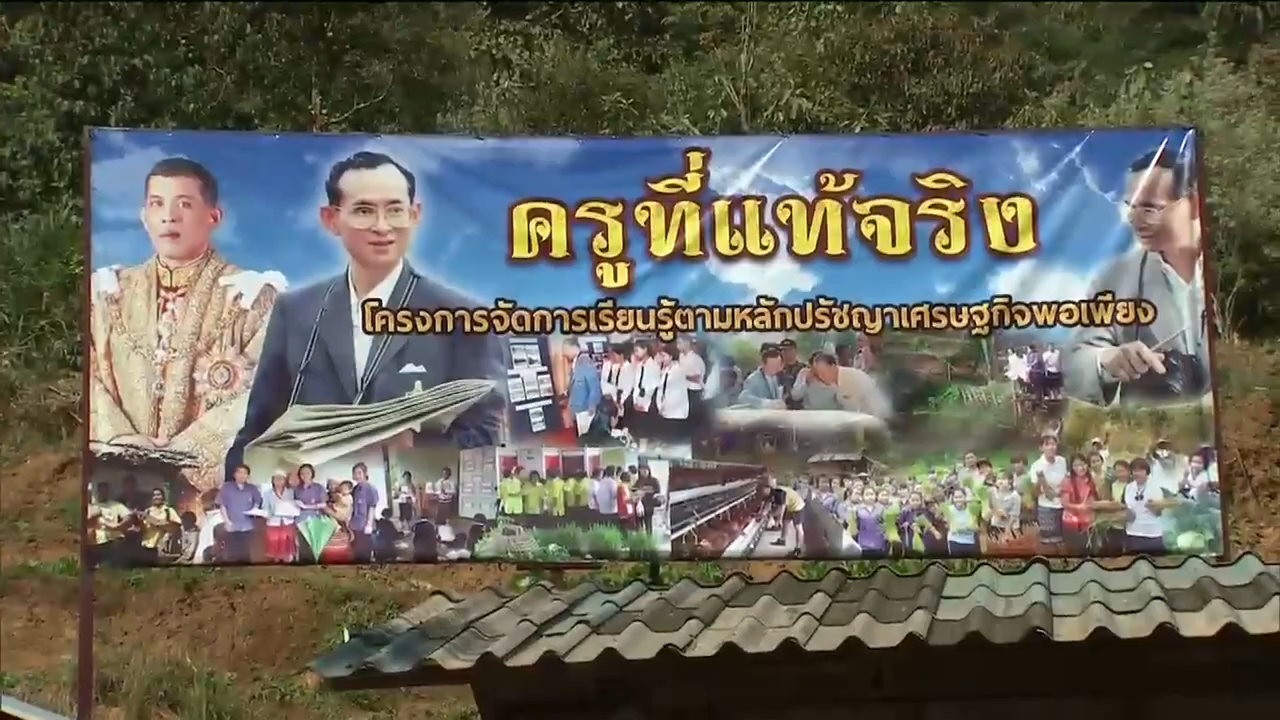 ครูที่แท้จริง
โครงการจัดการเรียนรู้ตามหลักปรัชญาเศรษฐกิจพอเพียง